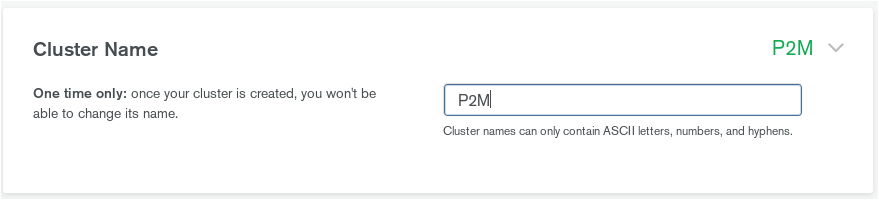 Cluster Name
P2M
One time only: once your cluster is created, you won't be
able to change its name.
P2M
Cluster names can only contain ASCII letters, numbers, and hyphens.